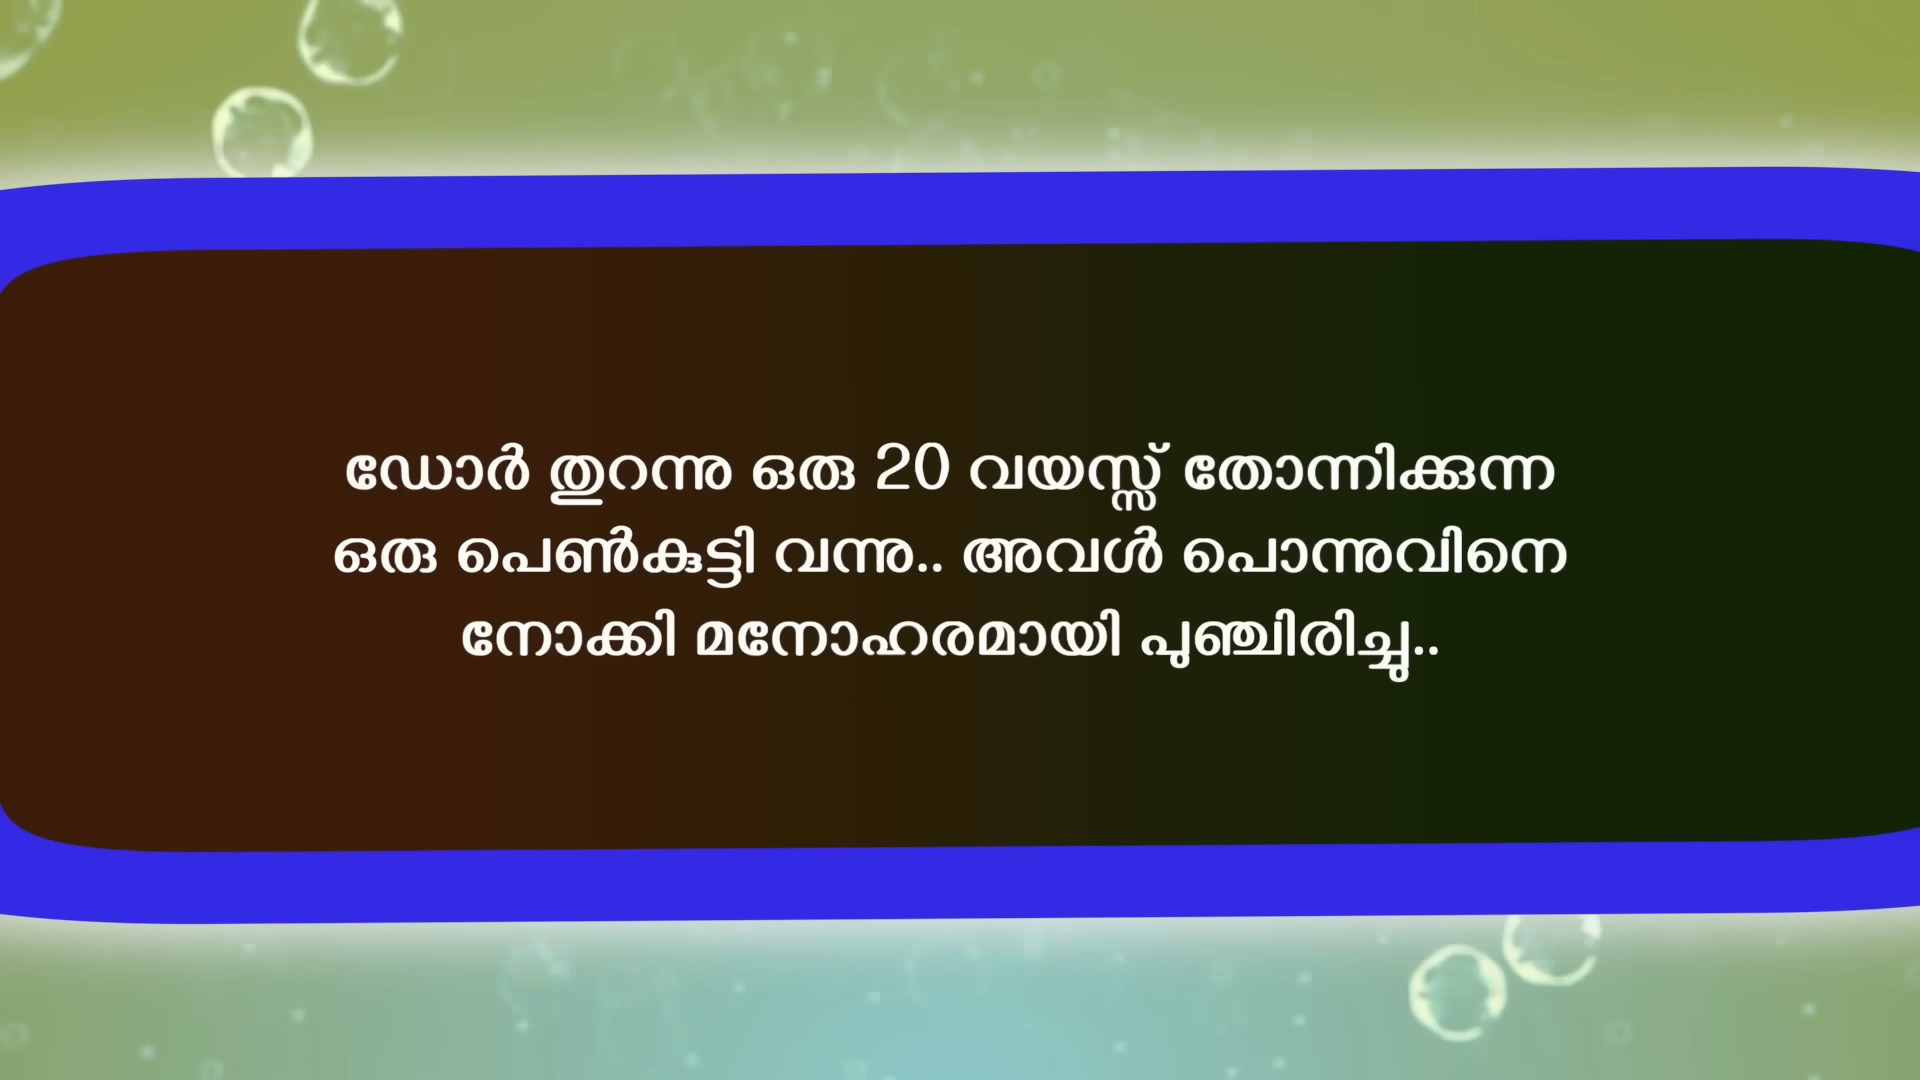 ഡോർ തുറന്നു ഒരു 20 വയസ്സ് തോന്നിക്കുന്ന
ഒരു പെൺകുട്ടി വന്നു.. അവൾ പൊന്നുവിനെ
നോക്കി മനോഹരമായി പുഞ്ചിരിച്ചു..